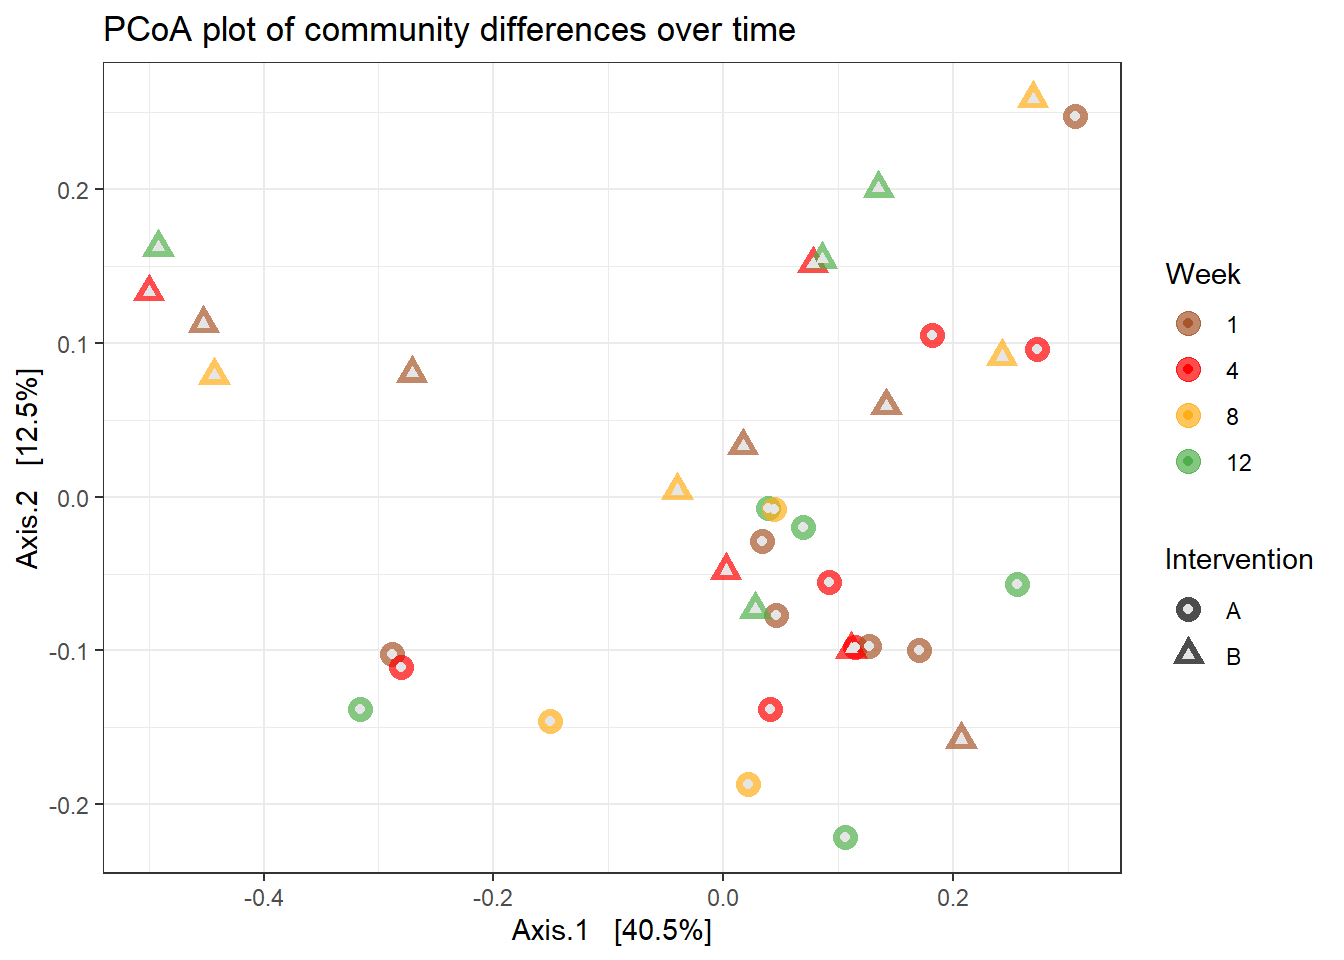 PCoA plot of community differences over time
0.2
0.1
0.0
-0.1
-0.2
Axis.2 [12.5%]
-0.4
-0.2
0.0
0.2
Axis.1 [40.5%]
Week
1
4
8
12
Intervention
A
B